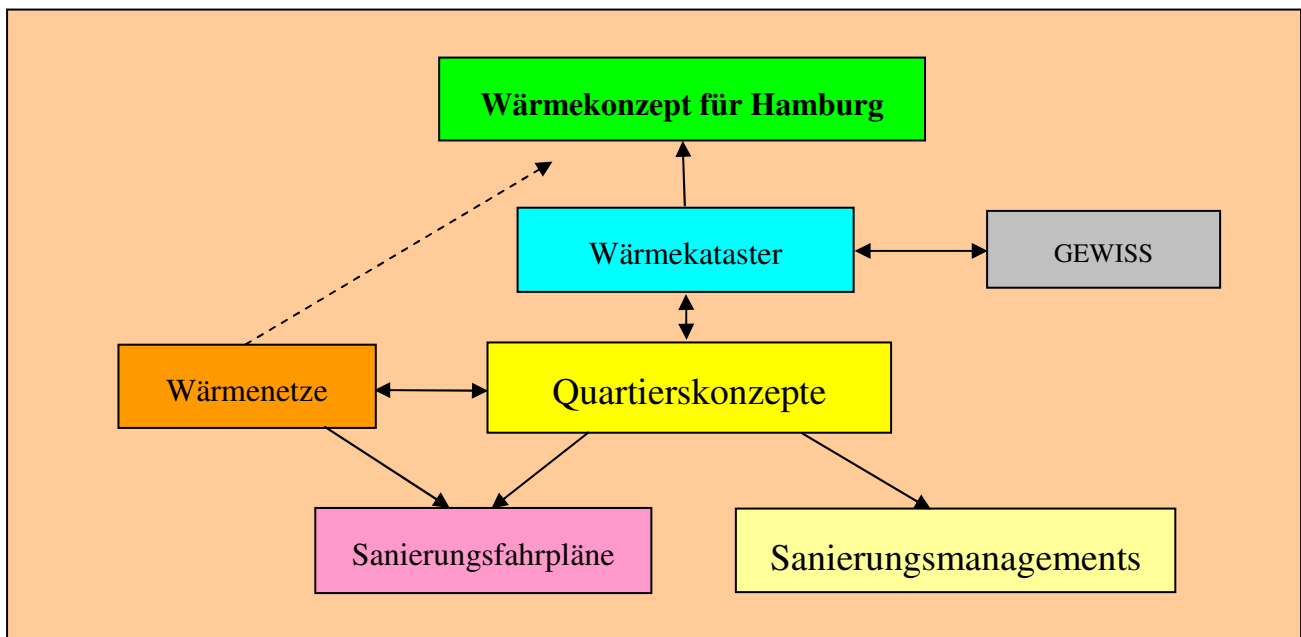 Wärmekonzept für Hamburg
Wärmekataster
GEWISS
Wärmenetze
Quartierskonzepte
Sanierungsfahrpläne
Sanierungsmanagements